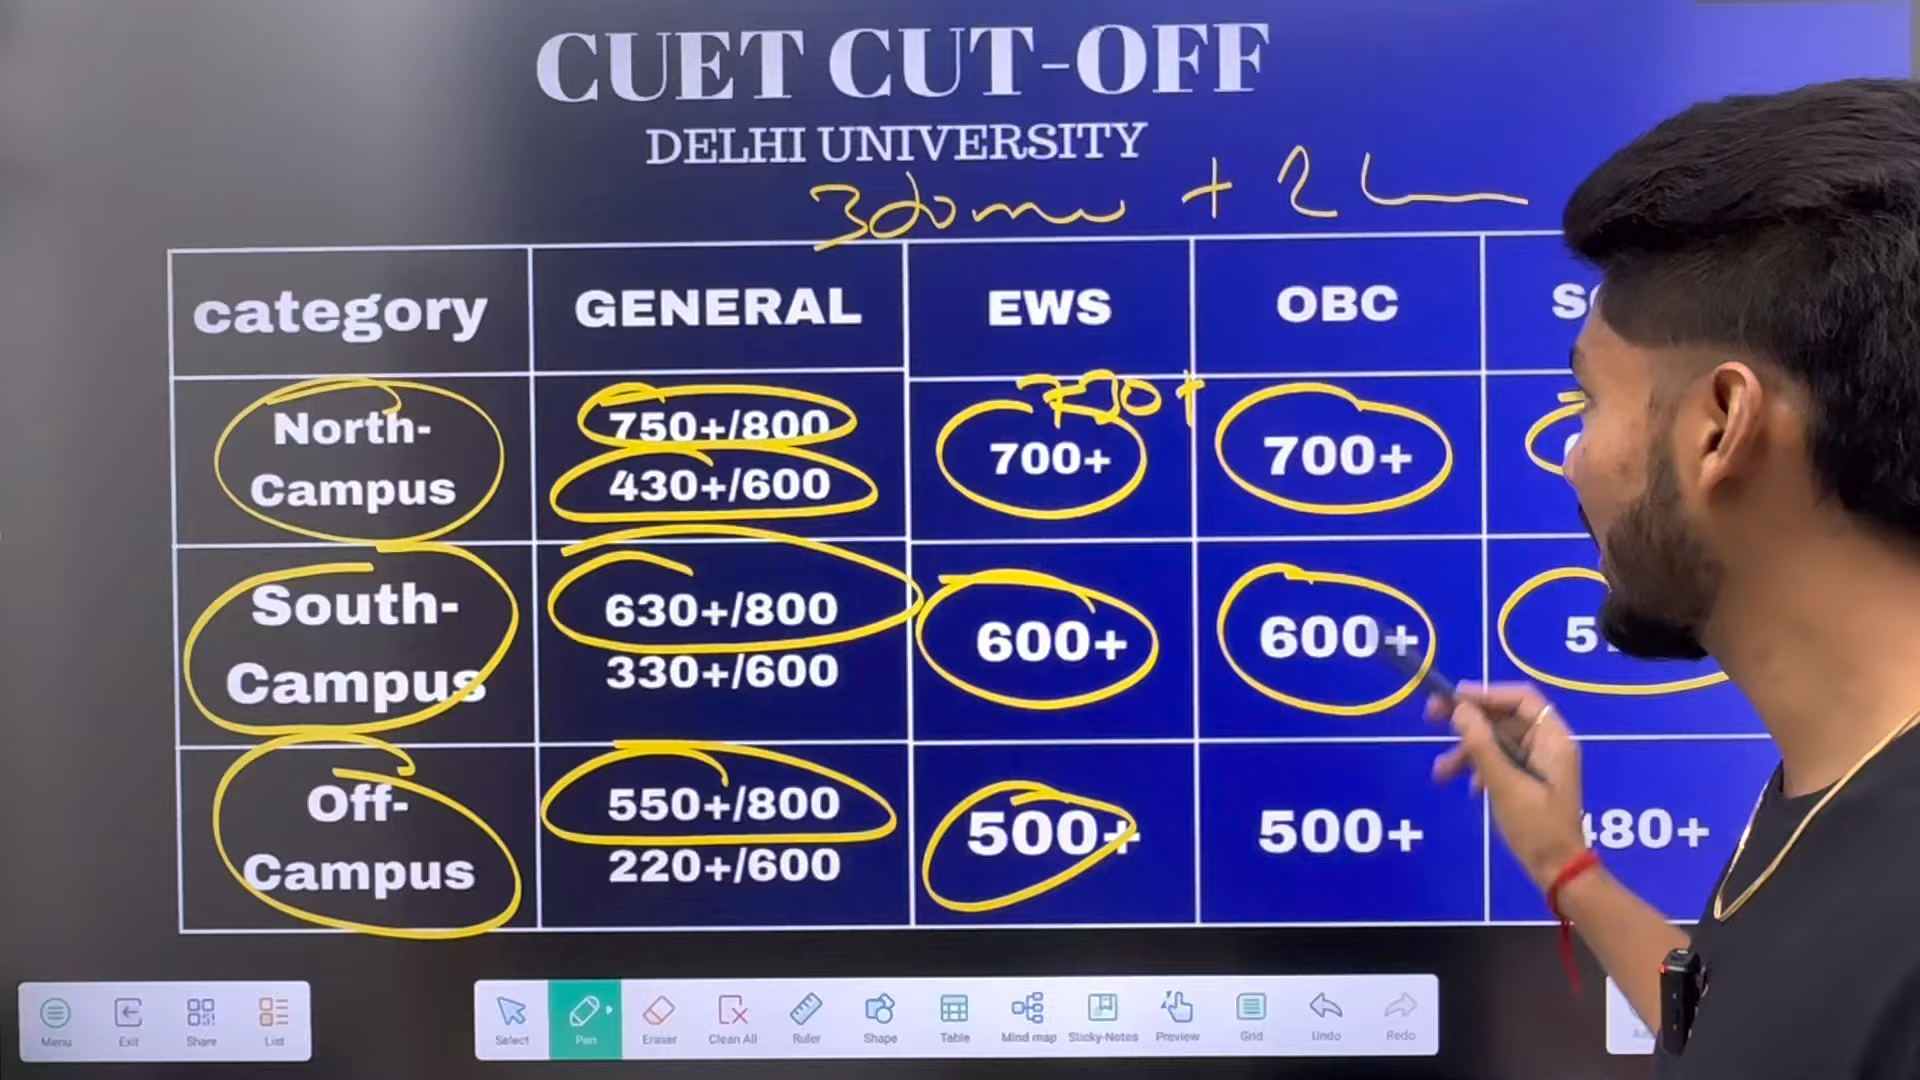 CUET CUT-OFF
DELHI UNIVERSITY
category GENERAL EWS OBC
North-Campus 750+/800 430+/600 700+ 700+
South-Campus 630+/800 330+/600 600+ 600+
Off-Campus 550+/800 220+/600 500+ 500+ 480+
Menu Exit Share List Select Pen Eraser Clean All Ruler Shape Table Mind map Sticky-Notes Preview Grid Undo Redo